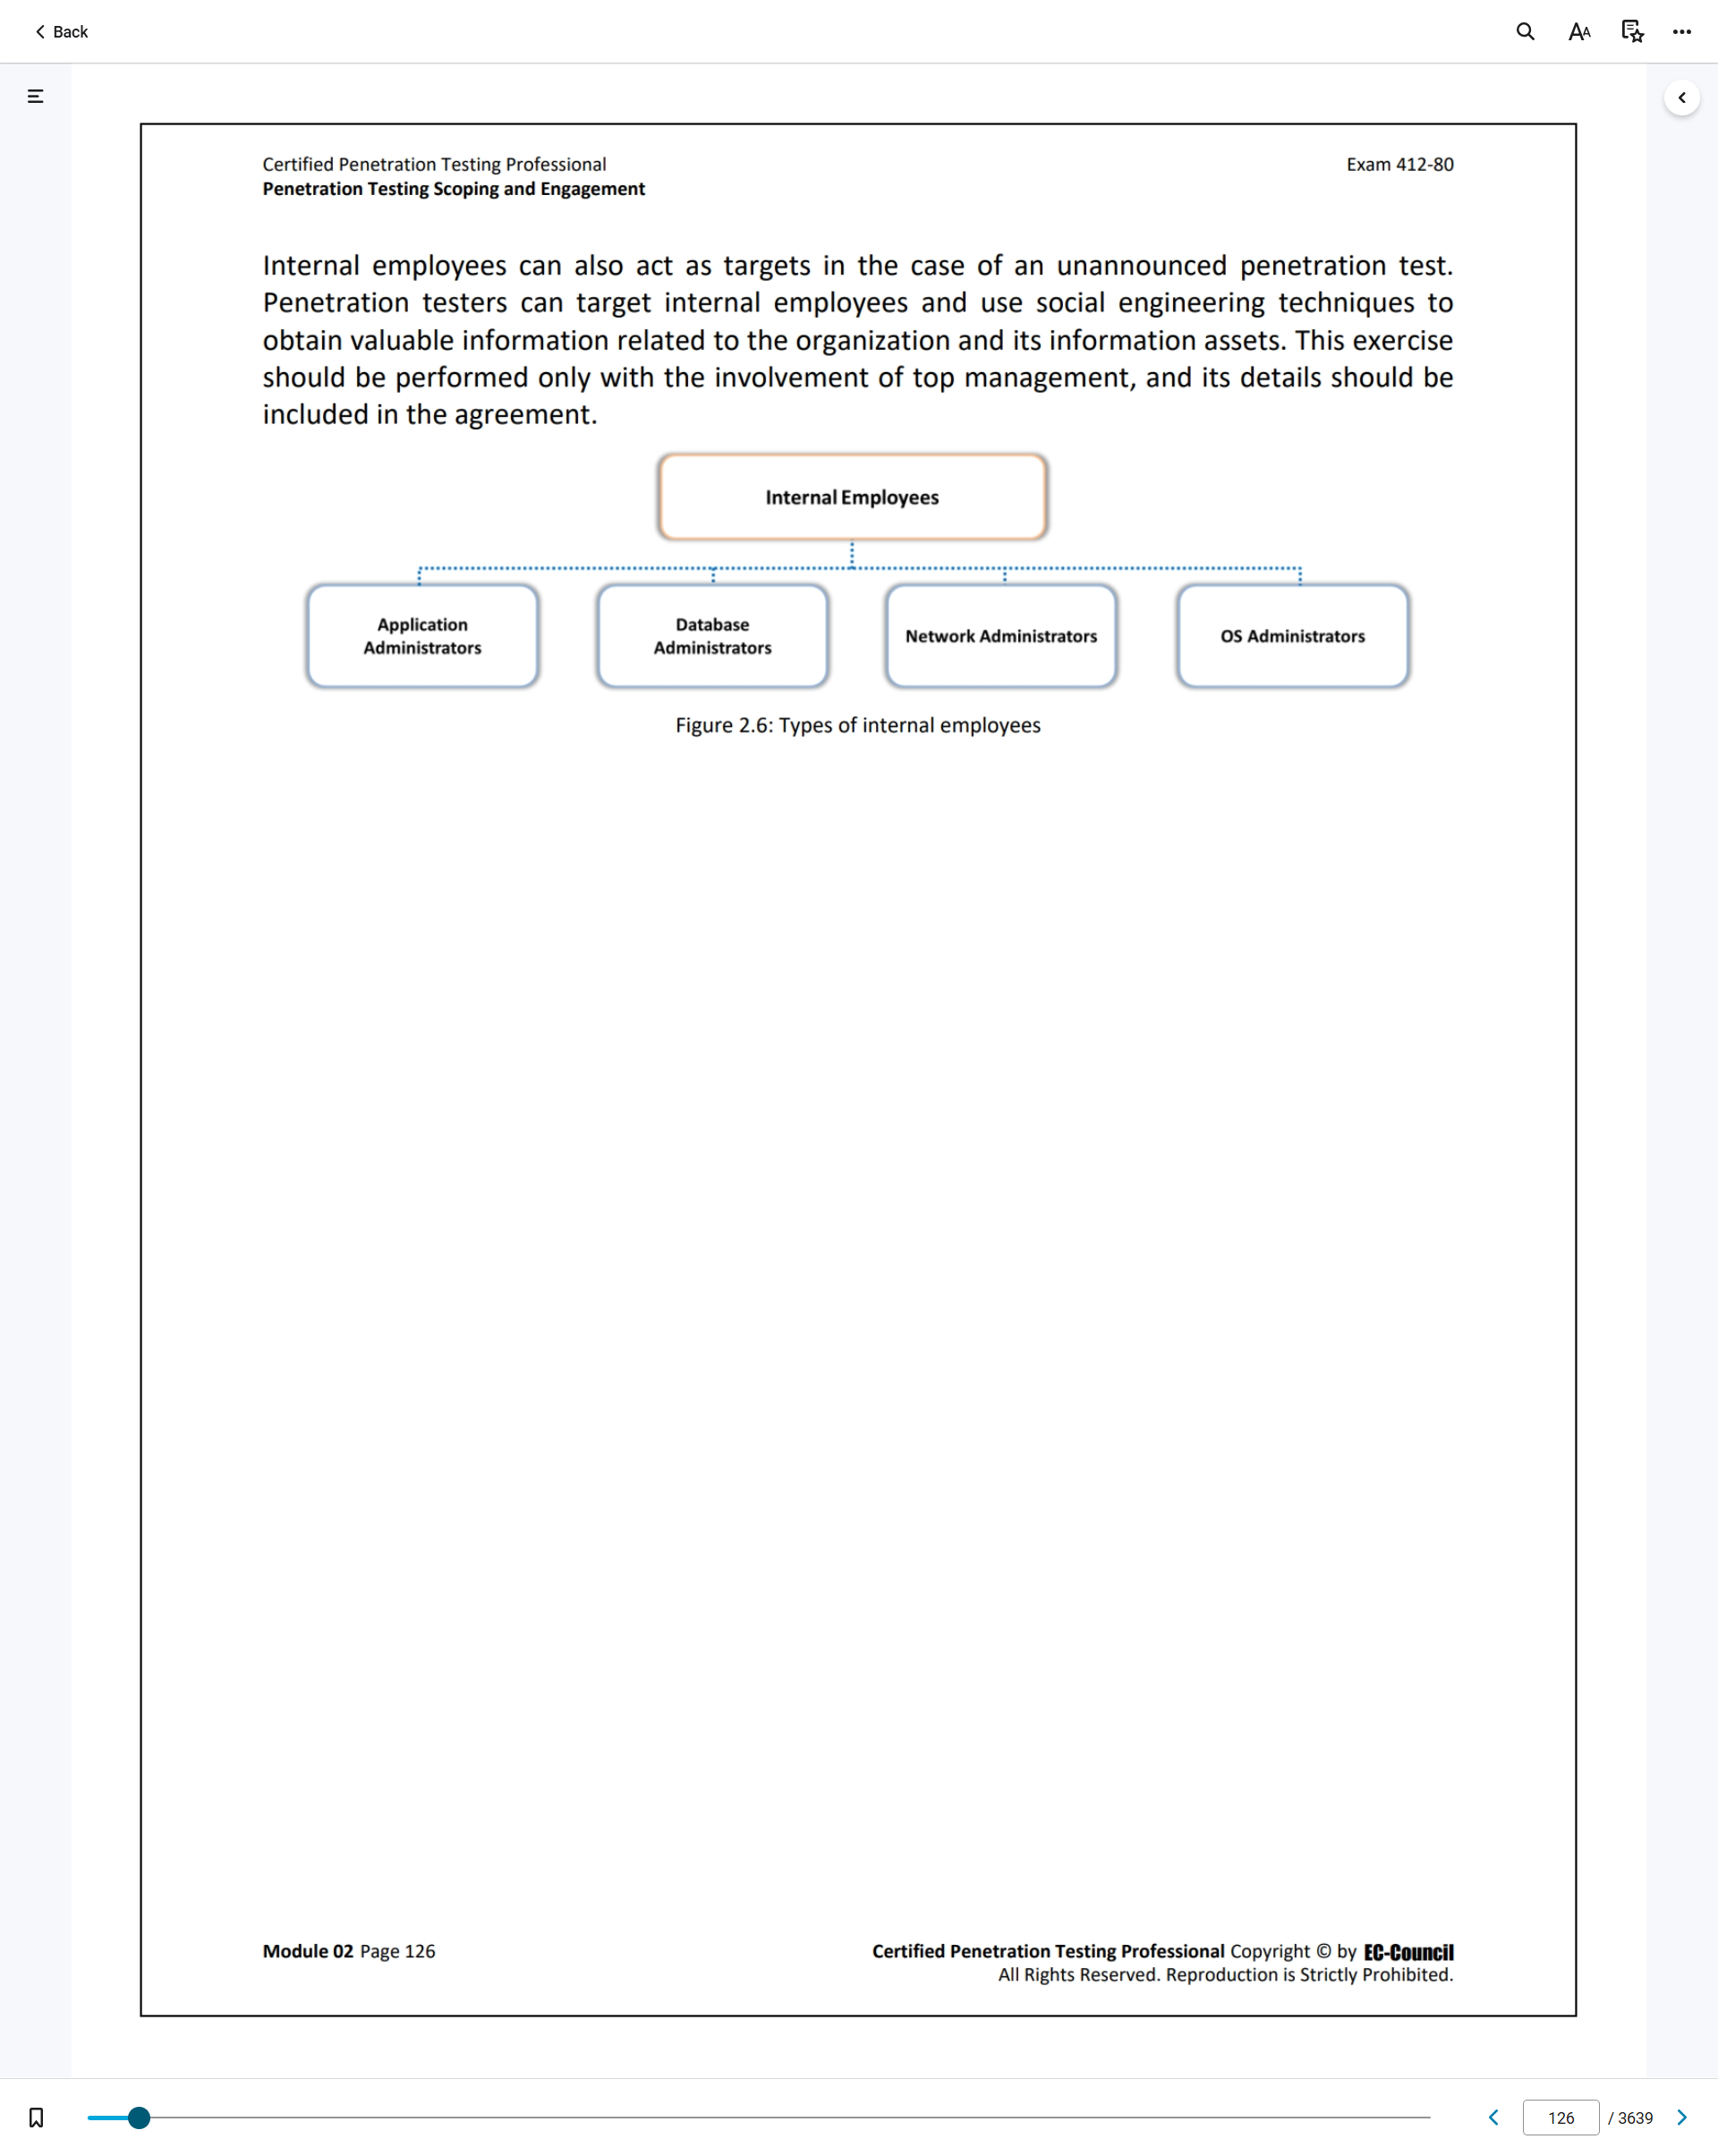 Back
Certified Penetration Testing Professional
Exam 412-80
Penetration Testing Scoping and Engagement
Internal employees can also act as targets in the case of an unannounced penetration test.
Penetration testers can target internal employees and use social engineering techniques to
obtain valuable information related to the organization and its information assets. This exercise
should be performed only with the involvement of top management, and its details should be
included in the agreement.
Internal Employees
Application
Administrators
Database
Administrators
Network Administrators
OS Administrators
Figure 2.6: Types of internal employees
Module 02 Page 126
Certified Penetration Testing Professional Copyright © by EC-Council
All Rights Reserved. Reproduction is Strictly Prohibited.
126 / 3639